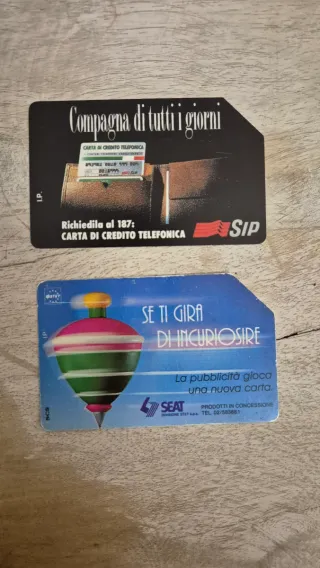 Compagna di tutti i giorni
CARTA DI CREDITO TELEFONICA
I.P.
Richiedila al 187:
CARTA DI CREDITO TELEFONICA
SIP
SE TI GIRA
DI INCURIOSIRE
La pubblicità gioca
una nuova carta.
SEAT
PRODOTTI IN CONCESSIONE